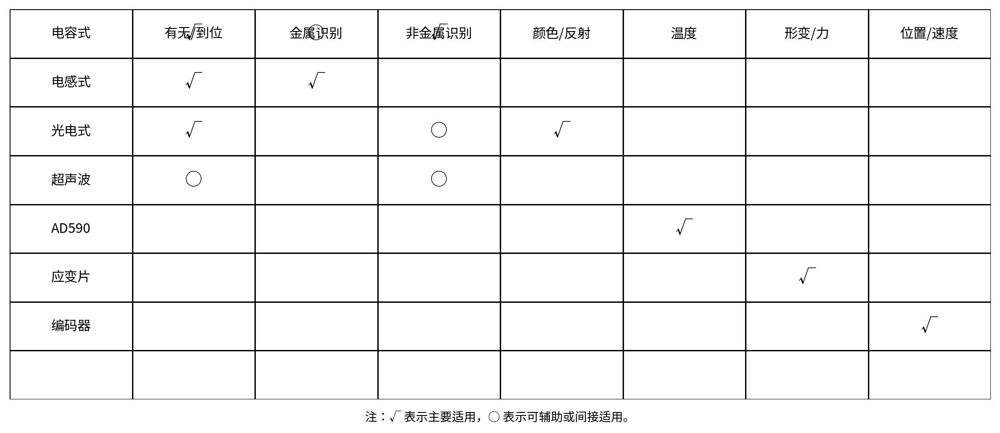 电容式 有无/到位 √ 金属识别 ○ 非金属识别 √ 颜色/反射 温度 形变/力 位置/速度
电感式 √ √
光电式 √ ○ √
超声波 ○ ○
AD590 √
应变片 √
编码器 √
注：√ 表示主要适用，○ 表示可辅助或间接适用。